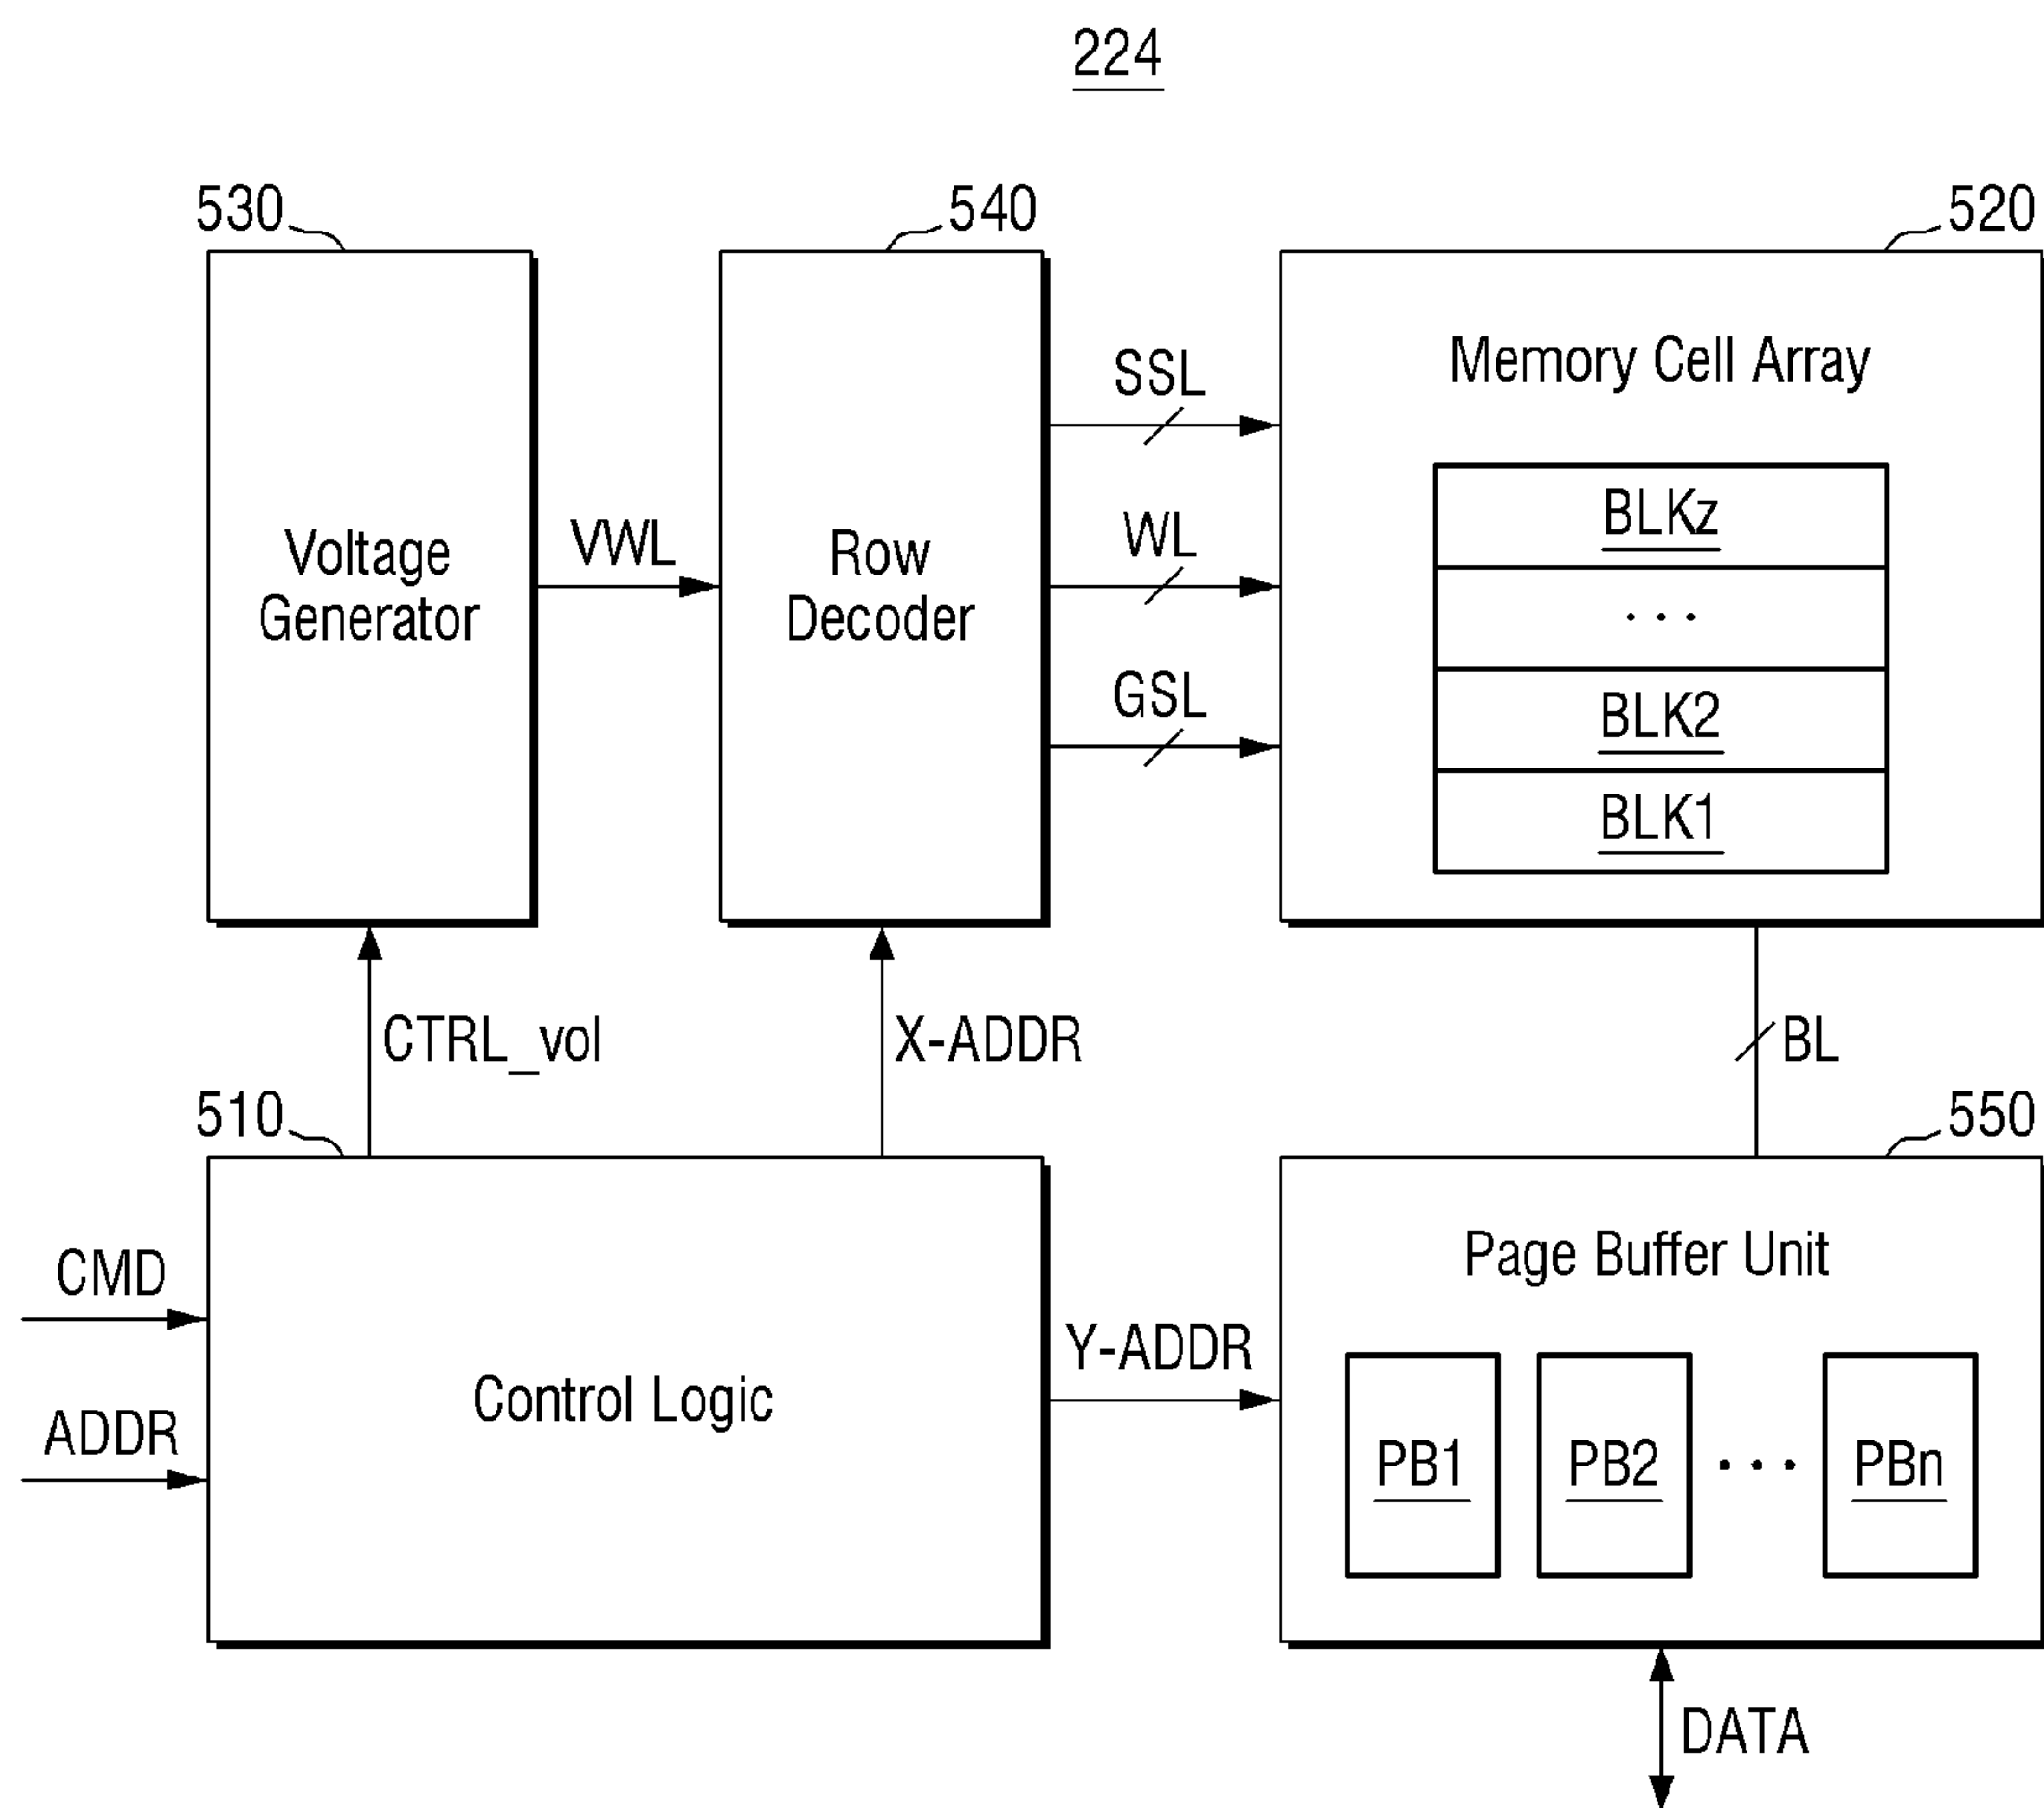 224
530
540
520
Voltage
Generator
VWL
Row
Decoder
SSL
WL
GSL
Memory Cell Array
BLKz
...
BLK2
BLK1
CTRL_vol
X-ADDR
BL
510
550
CMD
ADDR
Control Logic
Y-ADDR
Page Buffer Unit
PB1 PB2 ... PBn
DATA